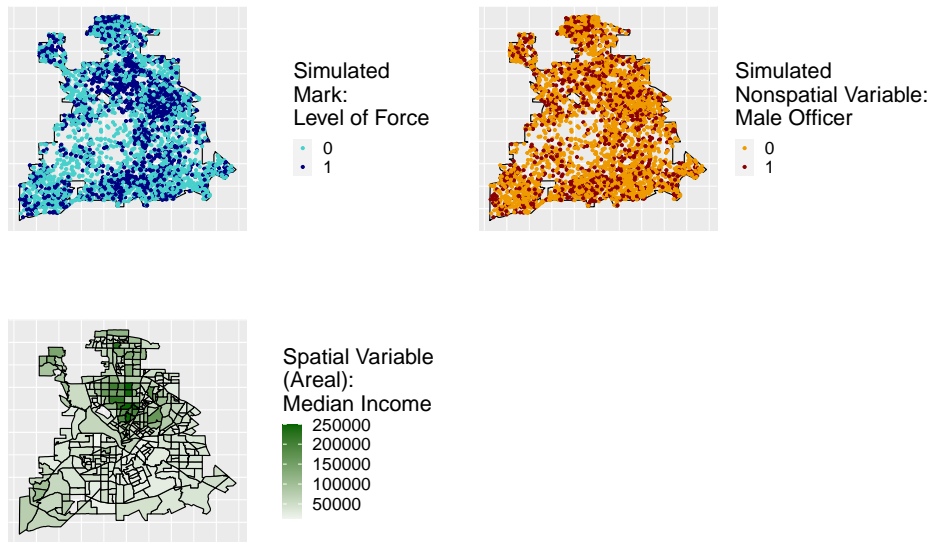 Simulated
Mark:
Level of Force
0
1
Simulated
Nonspatial Variable:
Male Officer
0
1
Spatial Variable
(Areal):
Median Income
250000
200000
150000
100000
50000